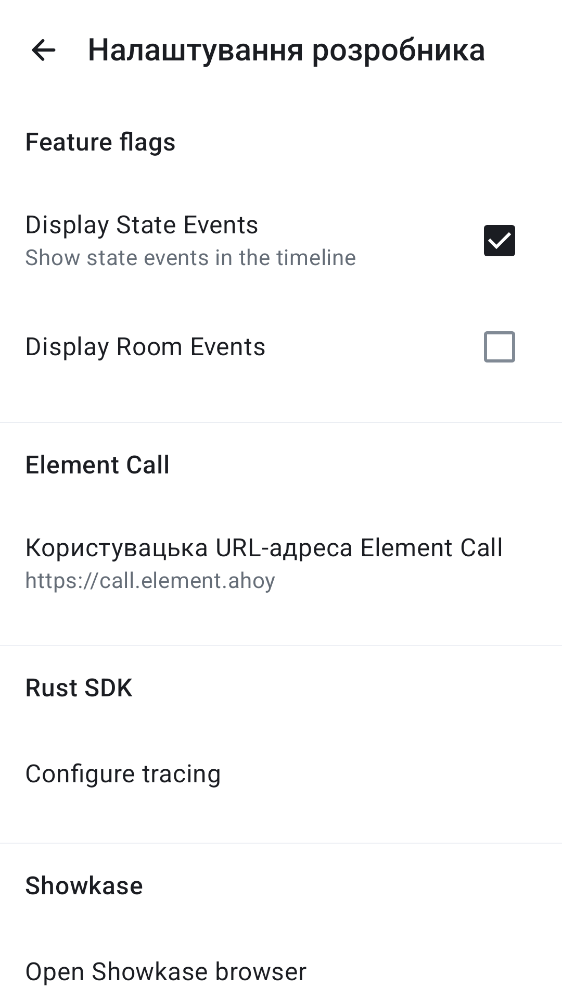 Налаштування розробника
Feature flags
Display State Events
Show state events in the timeline
Display Room Events
Element Call
Користувацька URL-адреса Element Call
https://call.element.ahoy
Rust SDK
Configure tracing
Showkase
Open Showkase browser